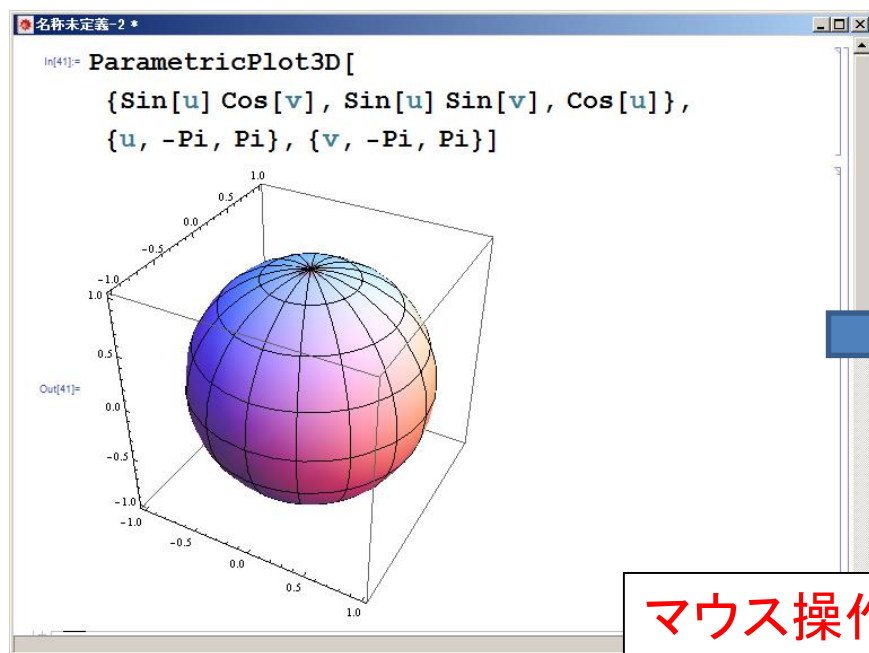 名称未定義-2 *
In[41]:= ParametricPlot3D[
{Sin[u] Cos[v], Sin[u] Sin[v], Cos[u]},
{u, -Pi, Pi}, {v, -Pi, Pi}]
1.0
0.5
0.0
-0.5
-1.0
1.0
0.5
Out[41]=
0.0
-0.5
-1.0
-1.0
-0.5
0.0
0.5
1.0
マウス操作